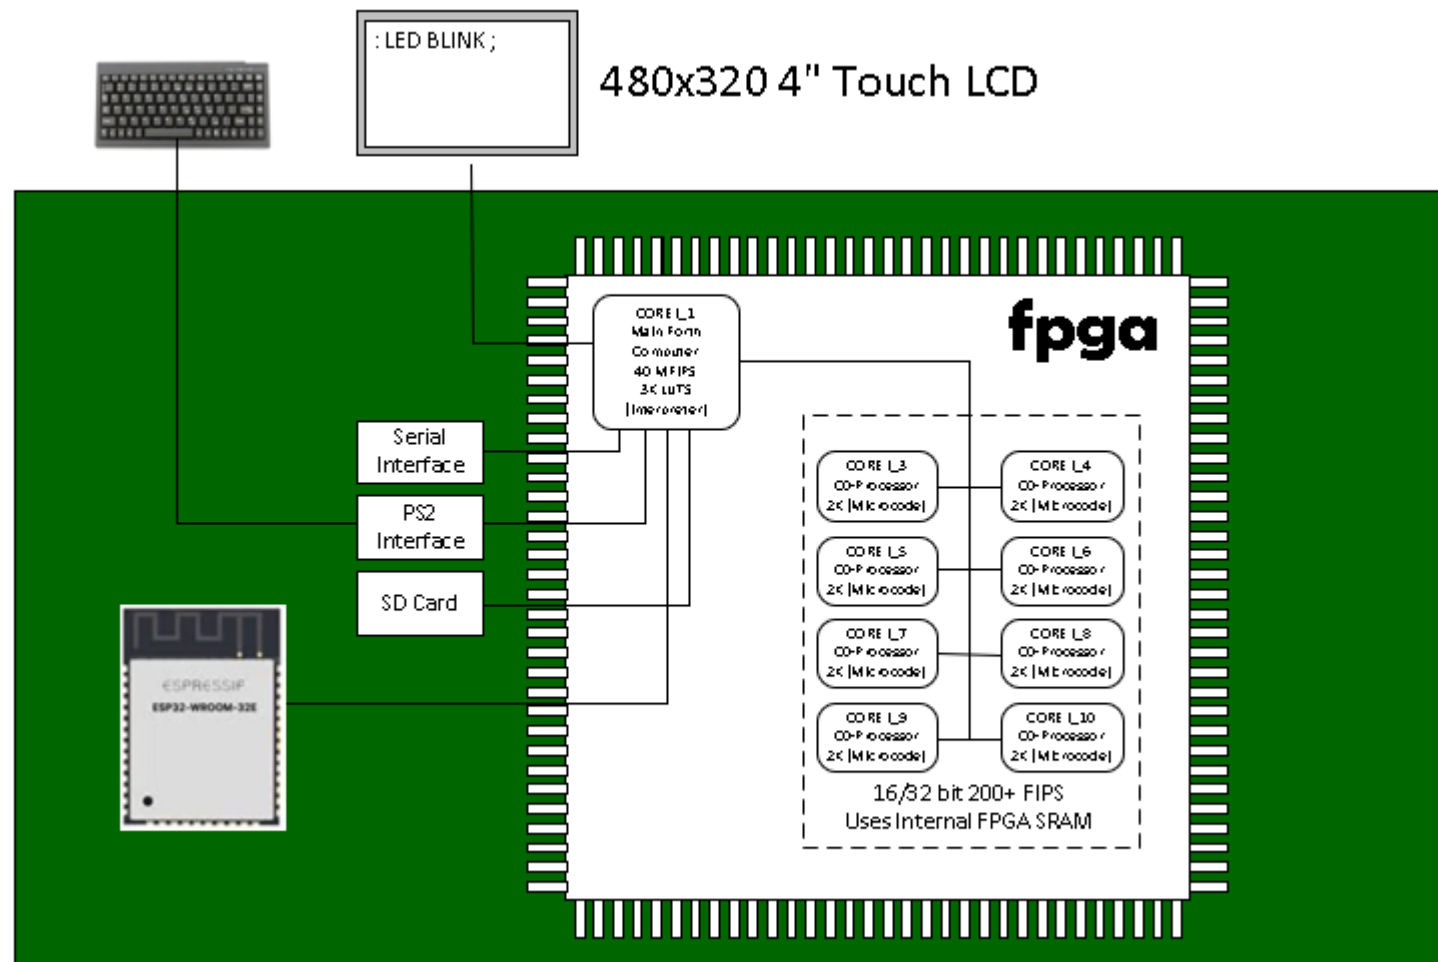 : LED BLINK ;
480x320 4" Touch LCD
fpga
CORE I_1
Main Forth
Computer
40 MFIPS
3K LUTS
(Interpreter)
Serial
Interface
PS2
Interface
SD Card
ESPRESSIF
ESP32-WROOM-32E
CORE I_3
CO-Processor
2K (Microcode)
CORE I_4
CO-Processor
2K (Microcode)
CORE I_5
CO-Processor
2K (Microcode)
CORE I_6
CO-Processor
2K (Microcode)
CORE I_7
CO-Processor
2K (Microcode)
CORE I_8
CO-Processor
2K (Microcode)
CORE I_9
CO-Processor
2K (Microcode)
CORE I_10
CO-Processor
2K (Microcode)
16/32 bit 200+ FIPS
Uses Internal FPGA SRAM